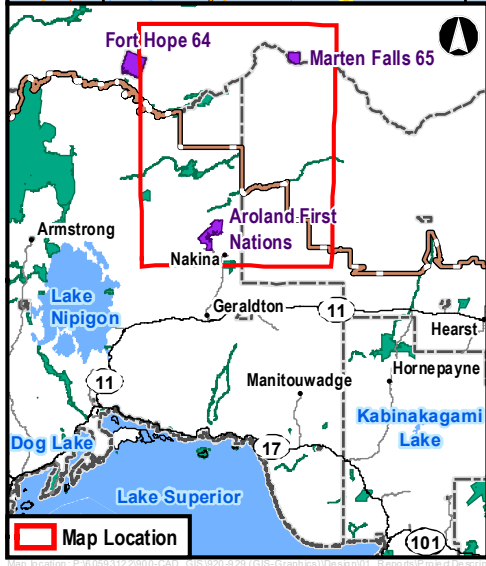 Fort Hope 64
Marten Falls 65
Armstrong
Aroland First
Nations
Nakina
Lake
Nipigon
Geraldton
11
Hearst
11
Manitouwadge
Hornepayne
Kabinakagami
Lake
Dog Lake
17
Lake Superior
Map Location
101